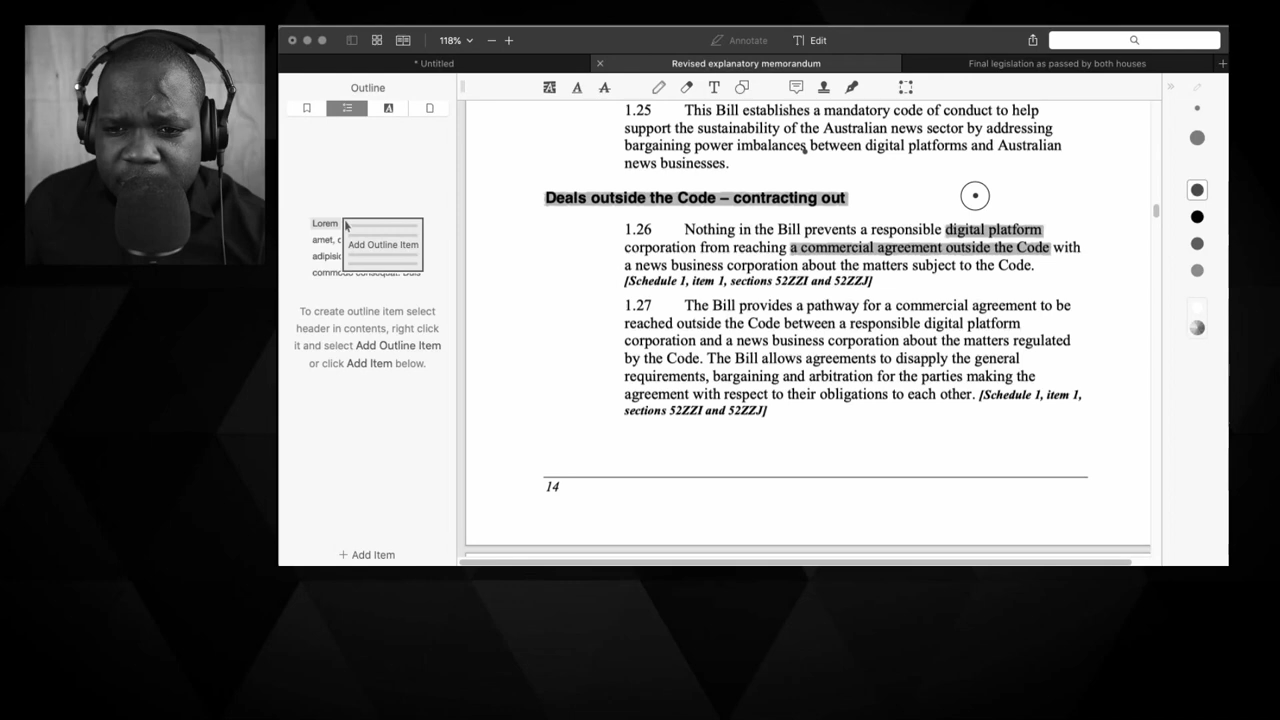 118%
Annotate
Edit
* Untitled
Revised explanatory memorandum
Final legislation as passed by both houses
Outline
1.25 This Bill establishes a mandatory code of conduct to help
support the sustainability of the Australian news sector by addressing
bargaining power imbalances between digital platforms and Australian
news businesses.
Deals outside the Code – contracting out
1.26 Nothing in the Bill prevents a responsible digital platform
corporation from reaching a commercial agreement outside the Code with
a news business corporation about the matters subject to the Code.
[Schedule 1, item 1, sections 52ZZI and 52ZZJ]
1.27 The Bill provides a pathway for a commercial agreement to be
reached outside the Code between a responsible digital platform
corporation and a news business corporation about the matters regulated
by the Code. The Bill allows agreements to disapply the general
requirements, bargaining and arbitration for the parties making the
agreement with respect to their obligations to each other. [Schedule 1, item 1,
sections 52ZZI and 52ZZJ]
14
Lorem
amet, c
adipisic
Add Outline Item
To create outline item select
header in contents, right click
it and select Add Outline Item
or click Add Item below.
+ Add Item